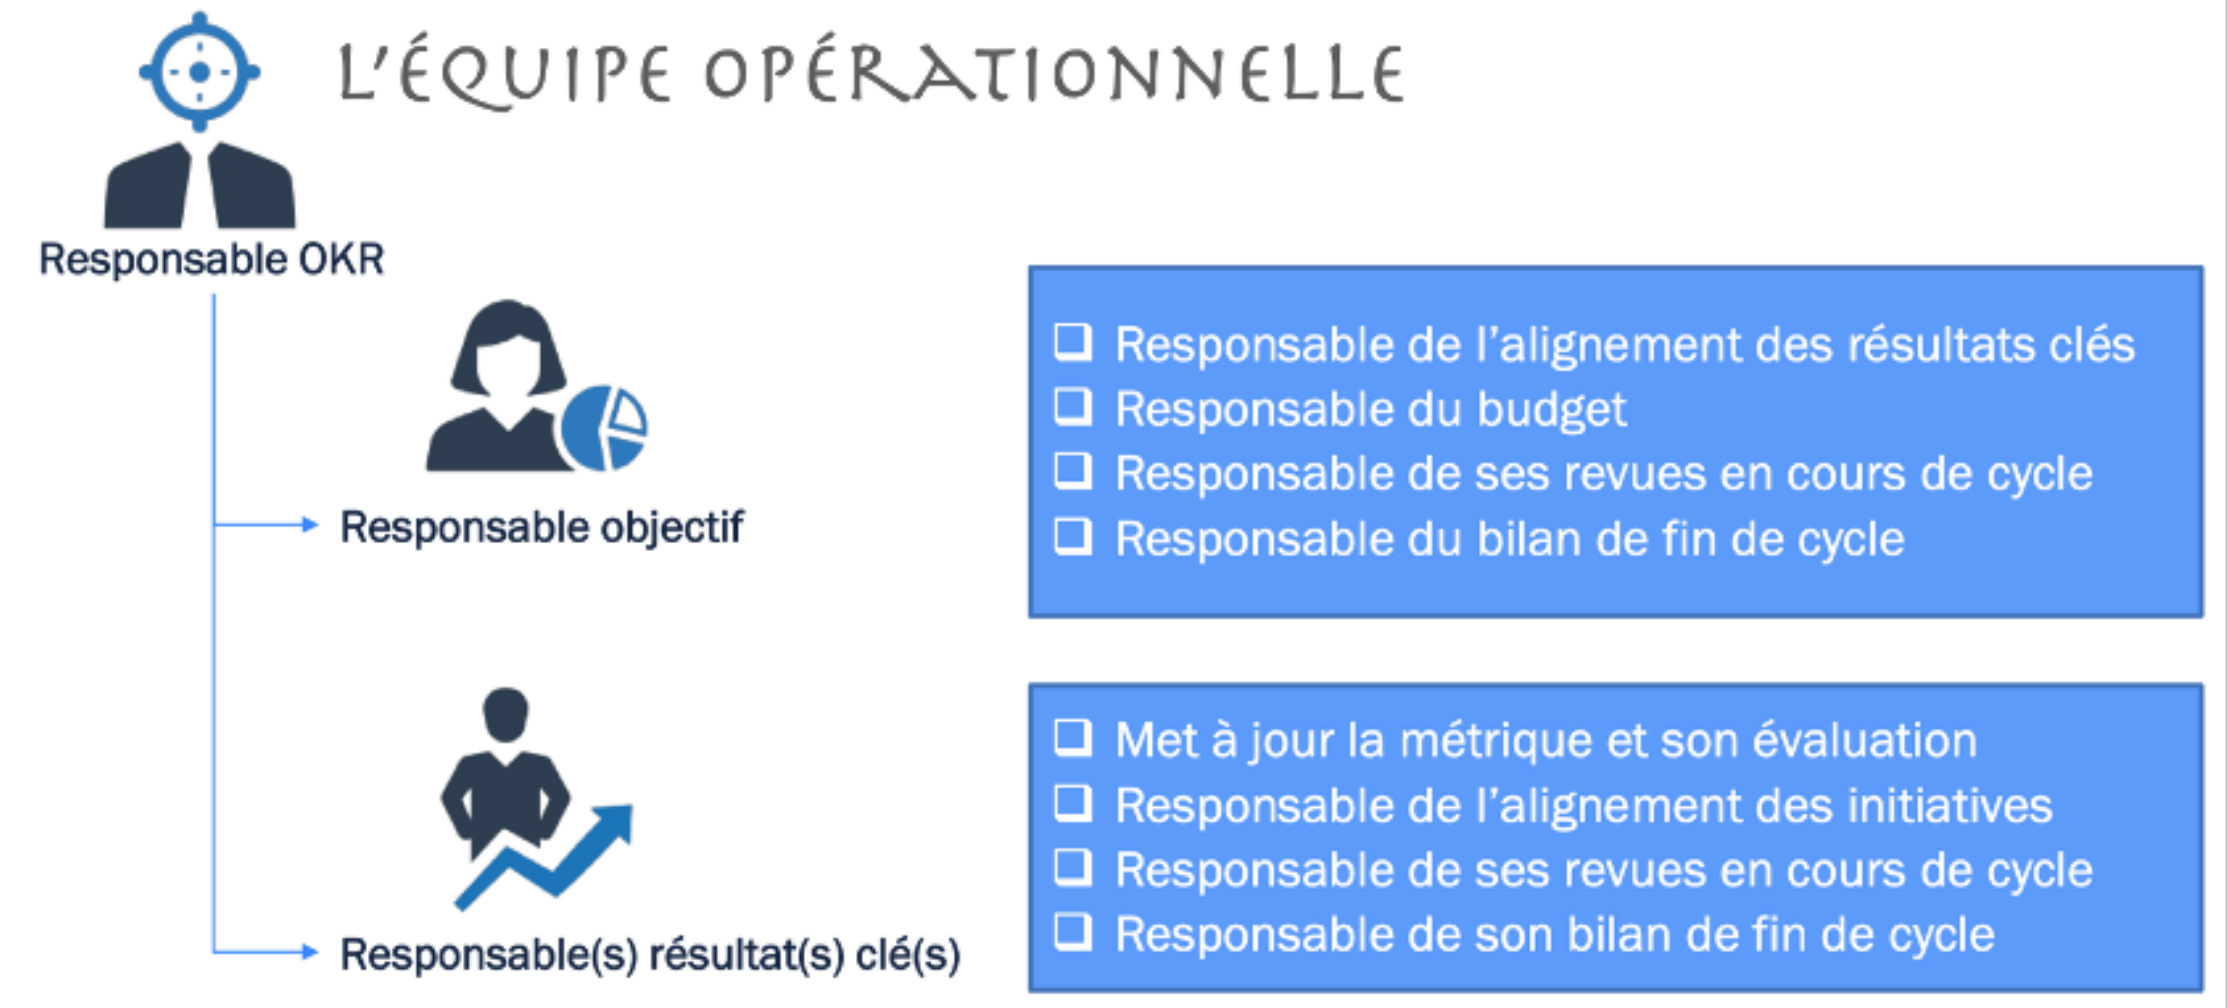 L'ÉQUIPE OPÉRATIONNELLE
Responsable OKR
Responsable objectif
Responsable de l'alignement des résultats clés
Responsable du budget
Responsable de ses revues en cours de cycle
Responsable du bilan de fin de cycle
Responsable(s) résultat(s) clé(s)
Met à jour la métrique et son évaluation
Responsable de l'alignement des initiatives
Responsable de ses revues en cours de cycle
Responsable de son bilan de fin de cycle